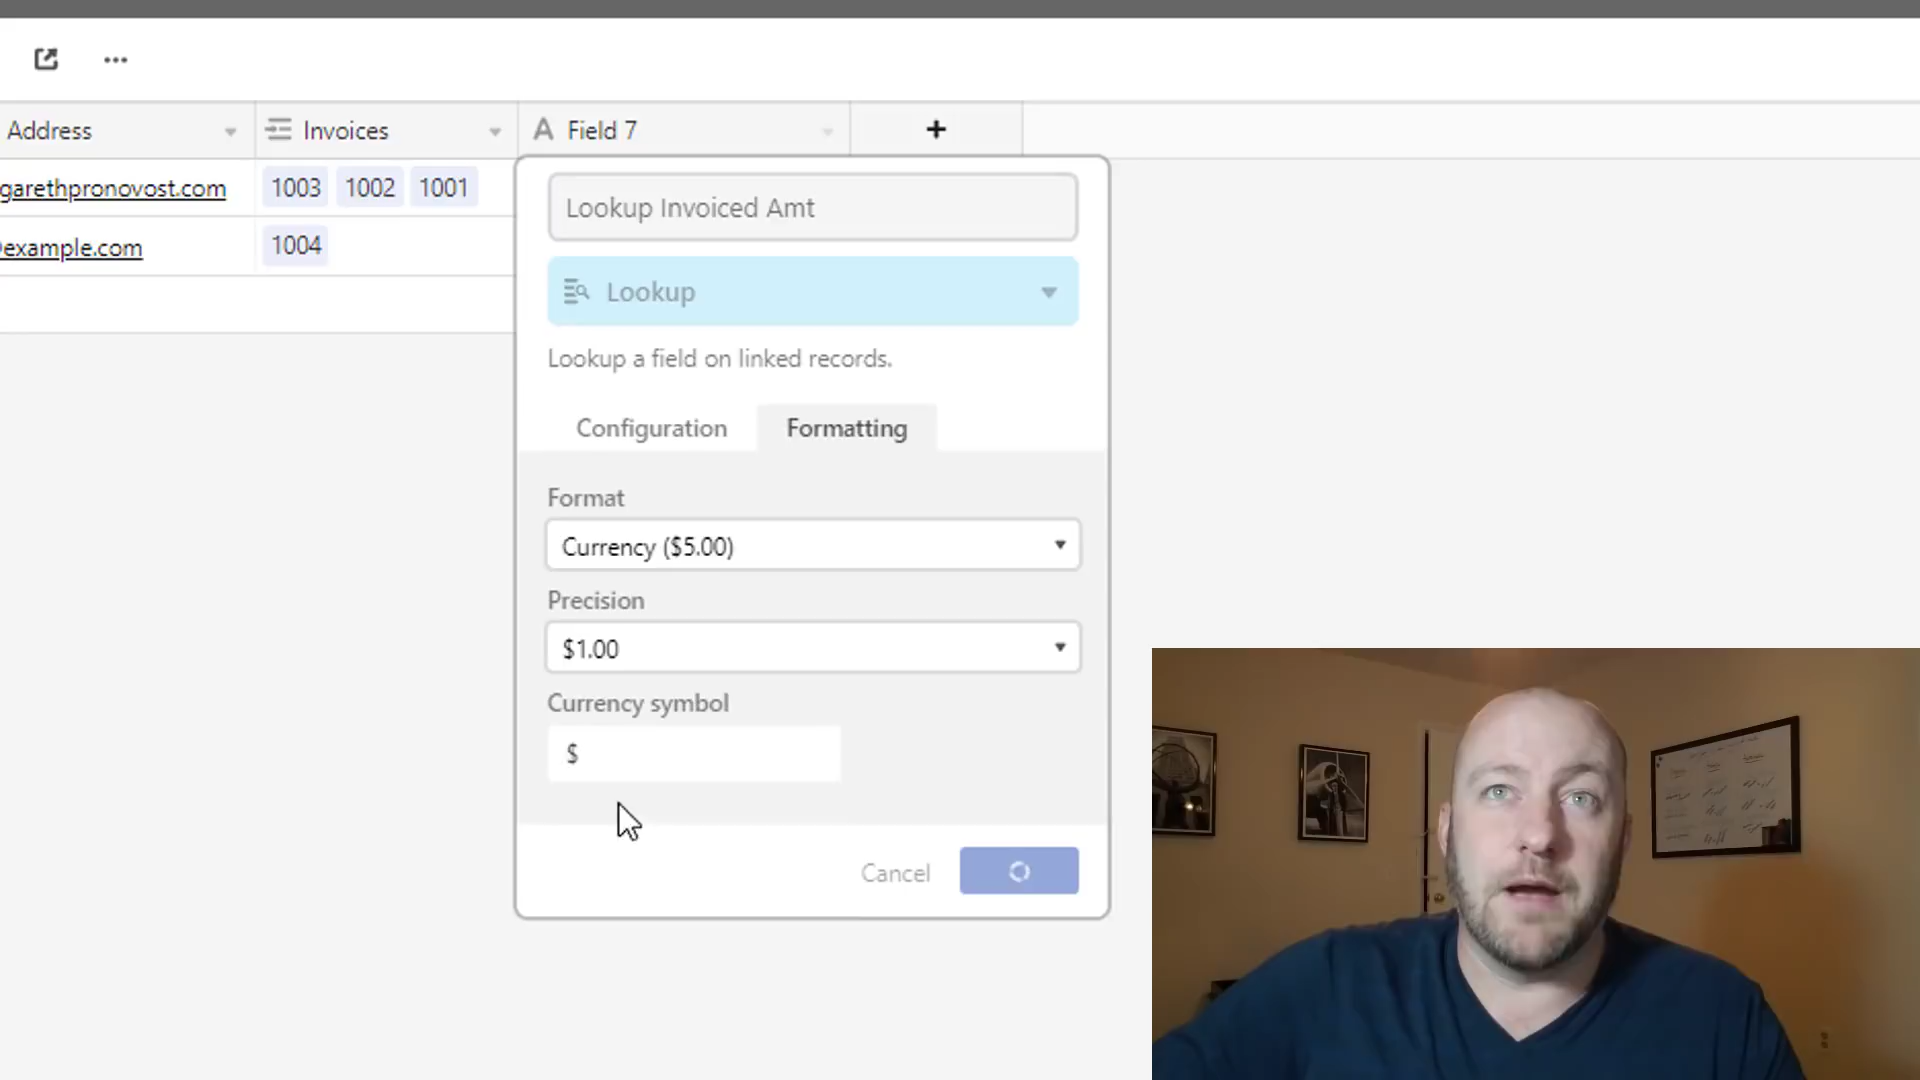 Address Invoices A Field 7 +
garethpronovost.com 1003 1002 1001
example.com 1004
Lookup Invoiced Amt
Lookup
Lookup a field on linked records.
Configuration Formatting
Format
Currency ($5.00)
Precision
$1.00
Currency symbol
$
Cancel